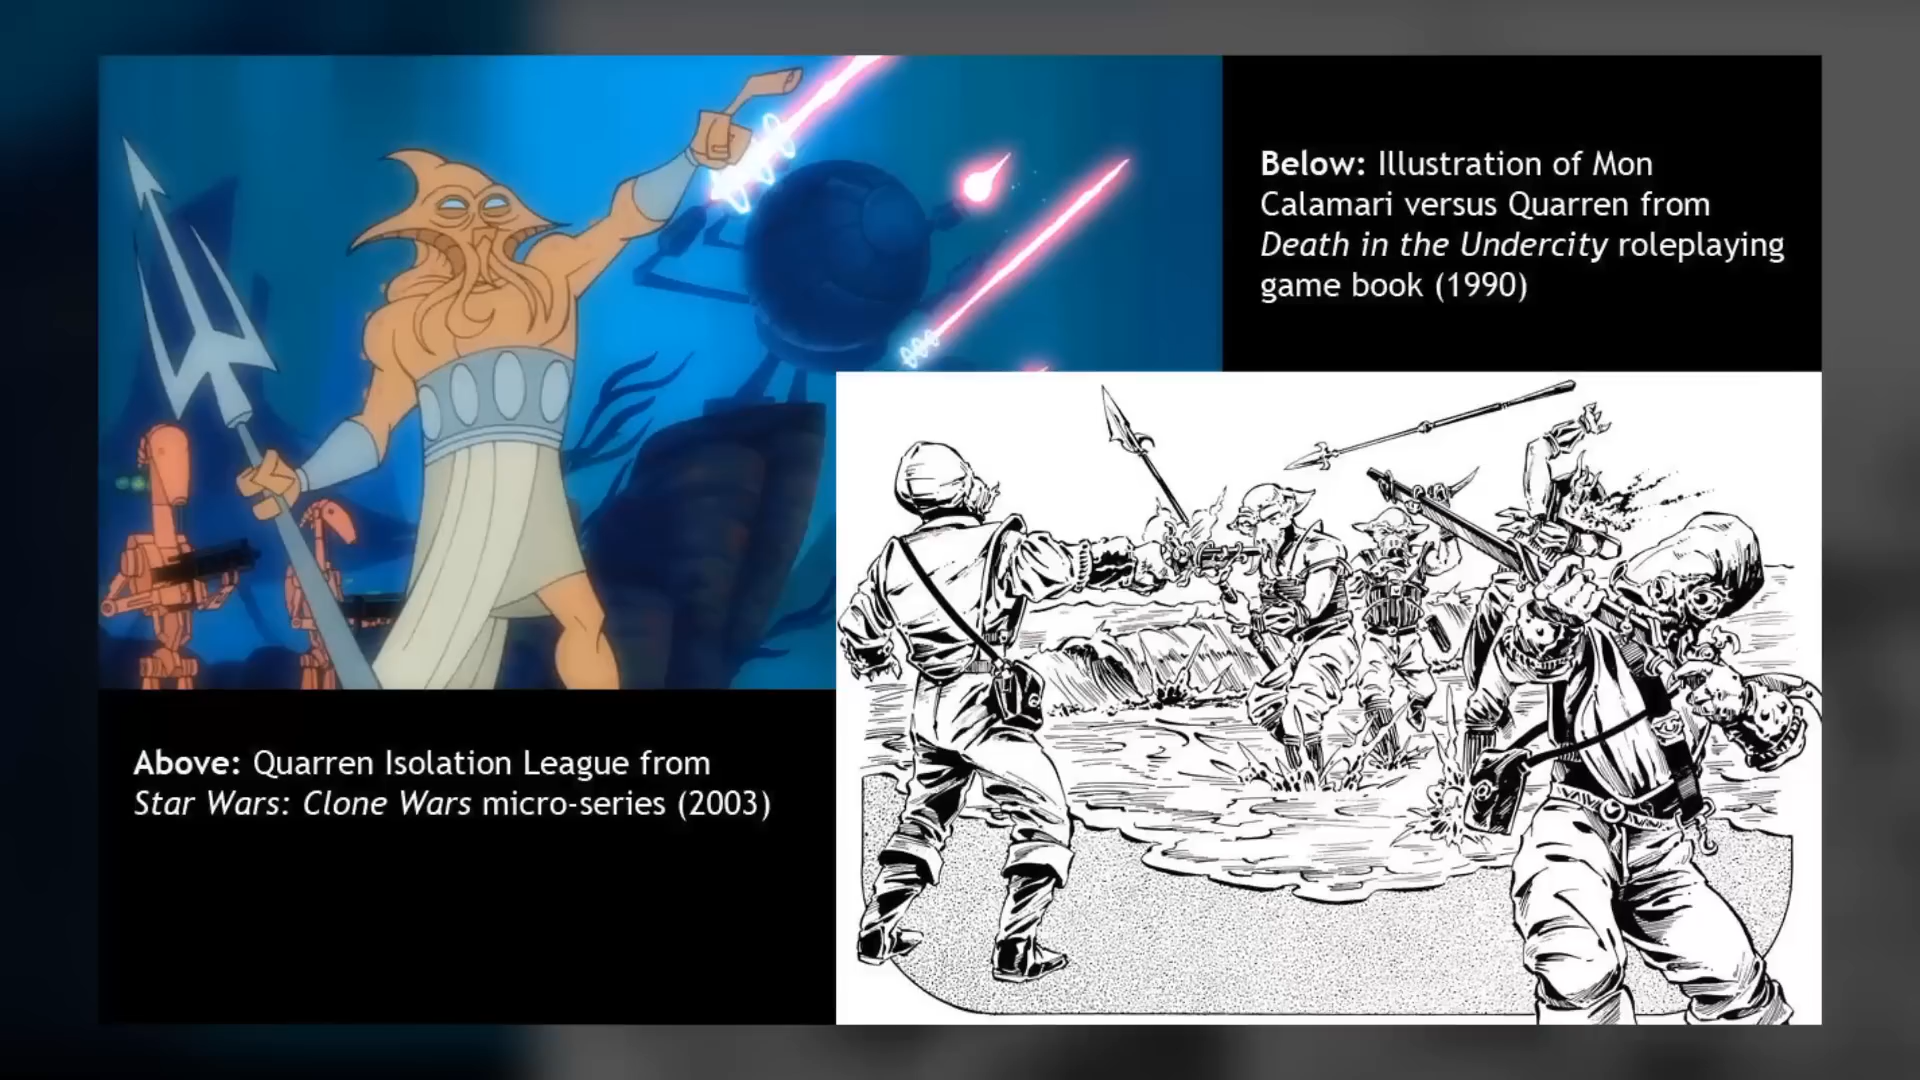 Below: Illustration of Mon
Calamari versus Quarren from
Death in the Undercity roleplaying
game book (1990)
Above: Quarren Isolation League from
Star Wars: Clone Wars micro-series (2003)